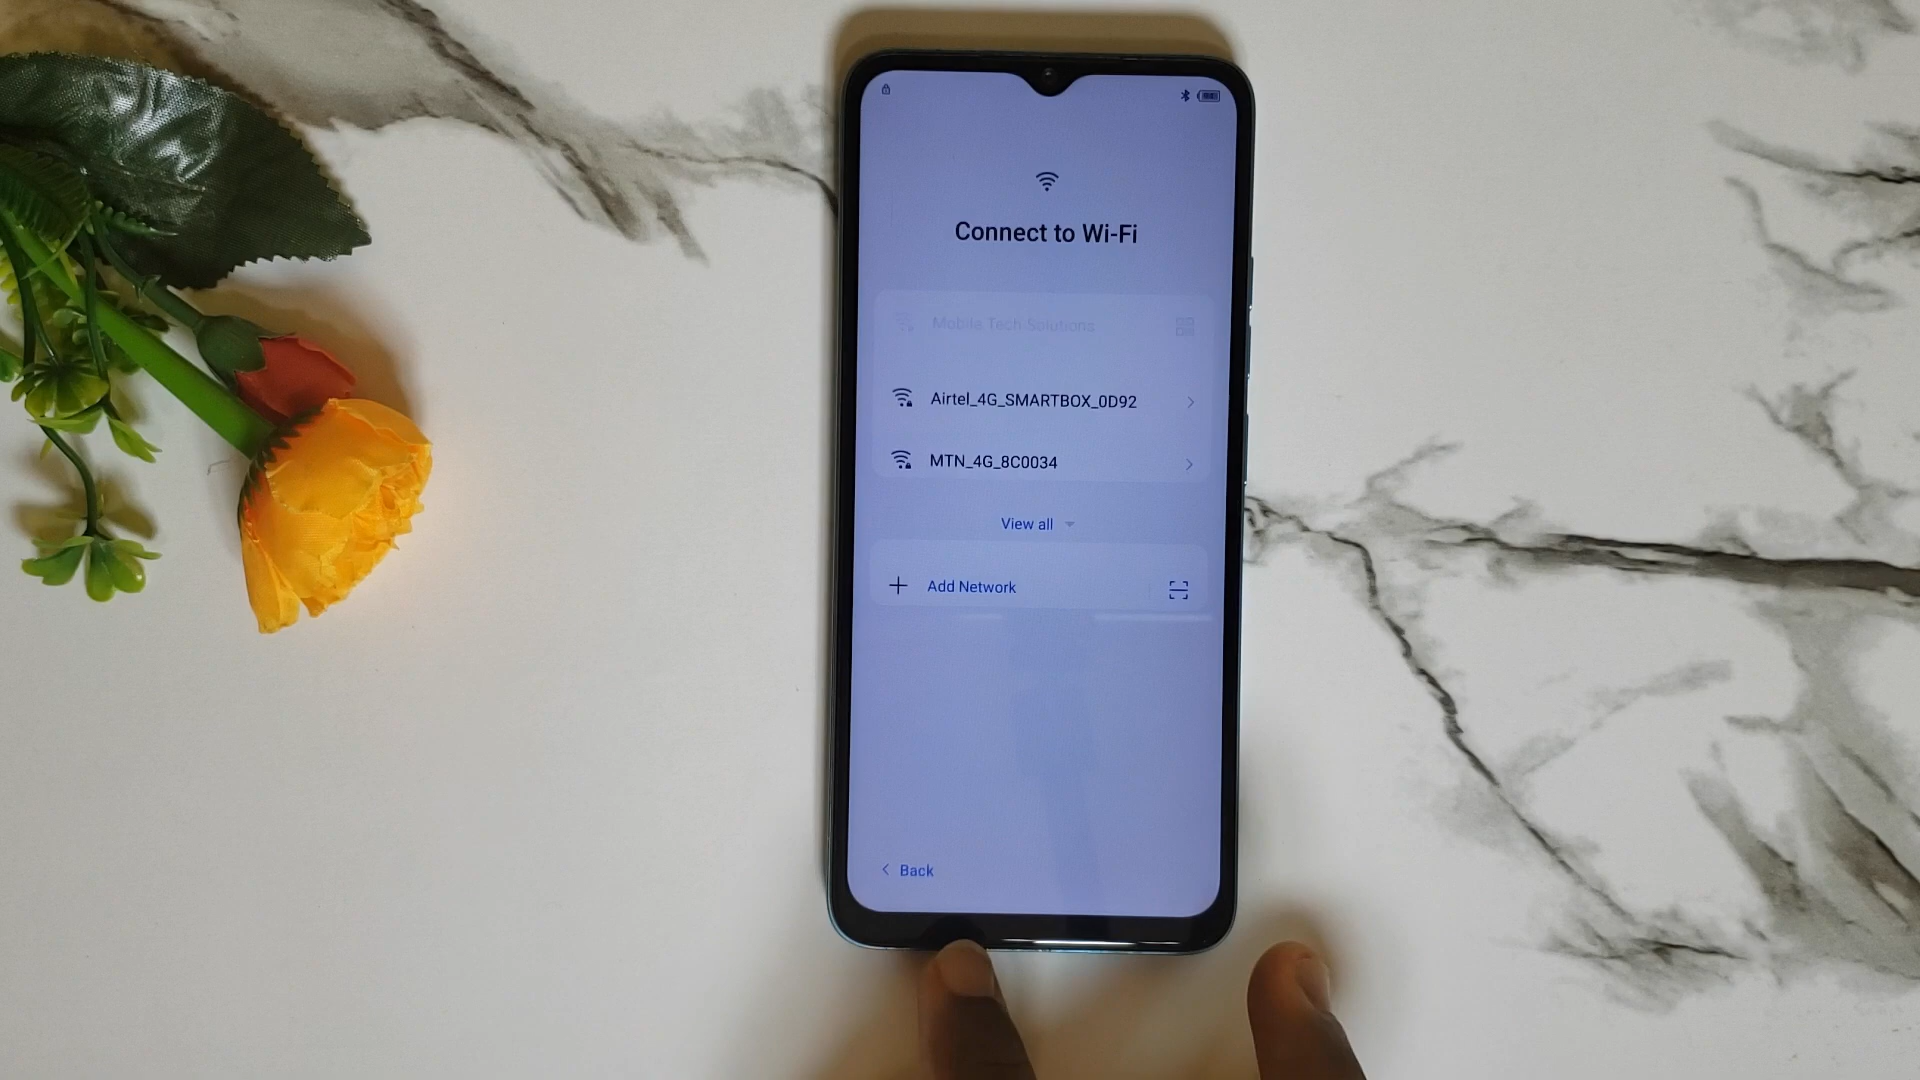 Connect to Wi-Fi
Mobile Tech Solutions
Airtel_4G_SMARTBOX_0D92
MTN_4G_8C0034
View all
Add Network
Back